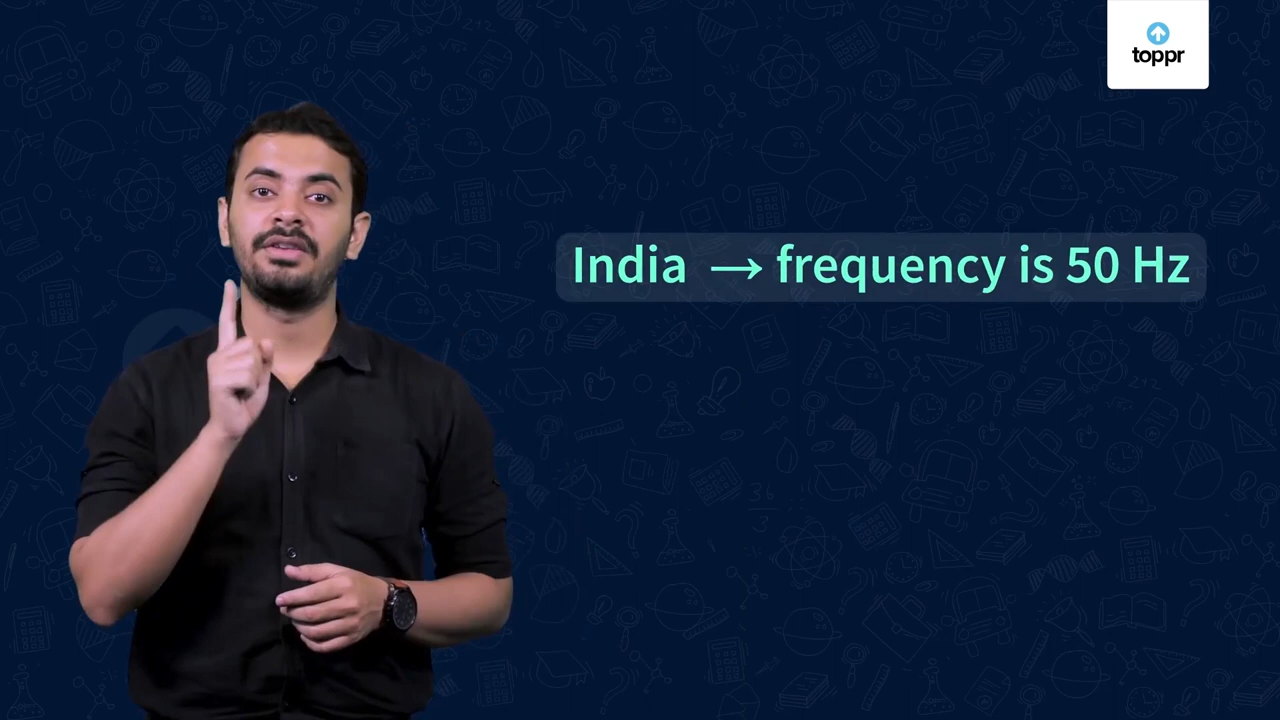 toppr
India → frequency is 50 Hz